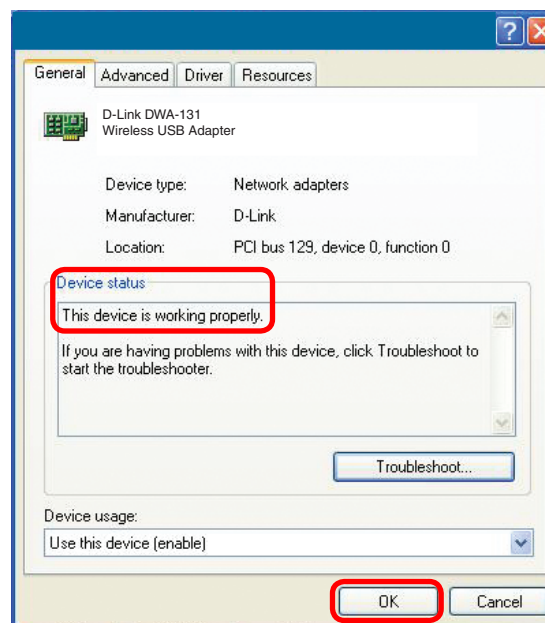 ?
General Advanced Driver Resources
D-Link DWA-131
Wireless USB Adapter
Device type: Network adapters
Manufacturer: D-Link
Location: PCI bus 129, device 0, function 0
Device status
This device is working properly.
If you are having problems with this device, click Troubleshoot to
start the troubleshooter.
Troubleshoot...
Device usage:
Use this device (enable)
OK Cancel